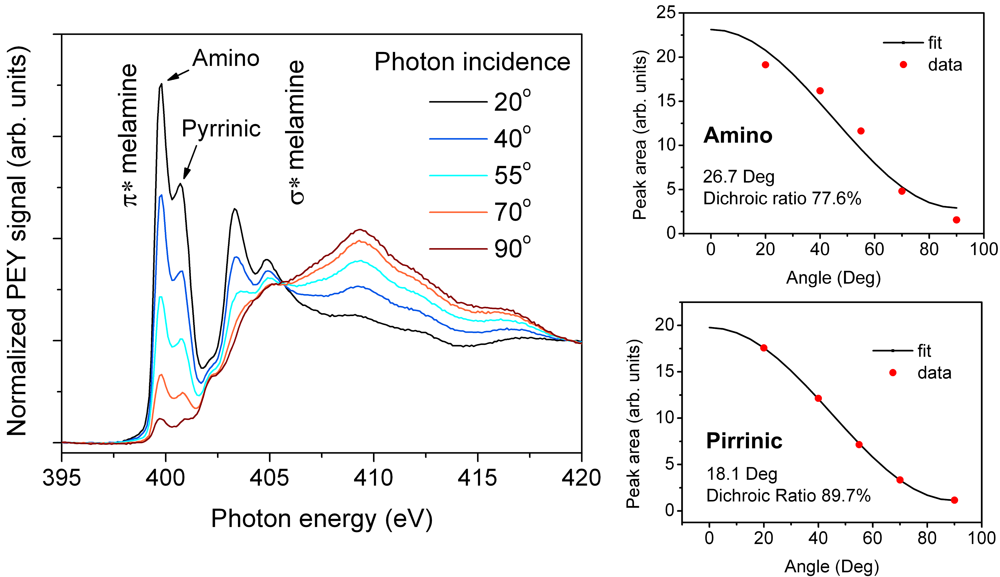 Normalized PEY signal (arb. units)
π* melamine
Amino
Pyrrinic
σ* melamine
Photon incidence
20°
40°
55°
70°
90°
395 400 405 410 415 420
Photon energy (eV)
Peak area (arb. units)
25
20
15
10
5
0
fit
data
Amino
26.7 Deg
Dichroic ratio 77.6%
0 20 40 60 80 100
Angle (Deg)
Peak area (arb. units)
20
15
10
5
0
fit
data
Pirrinic
18.1 Deg
Dichroic Ratio 89.7%
0 20 40 60 80 100
Angle (Deg)